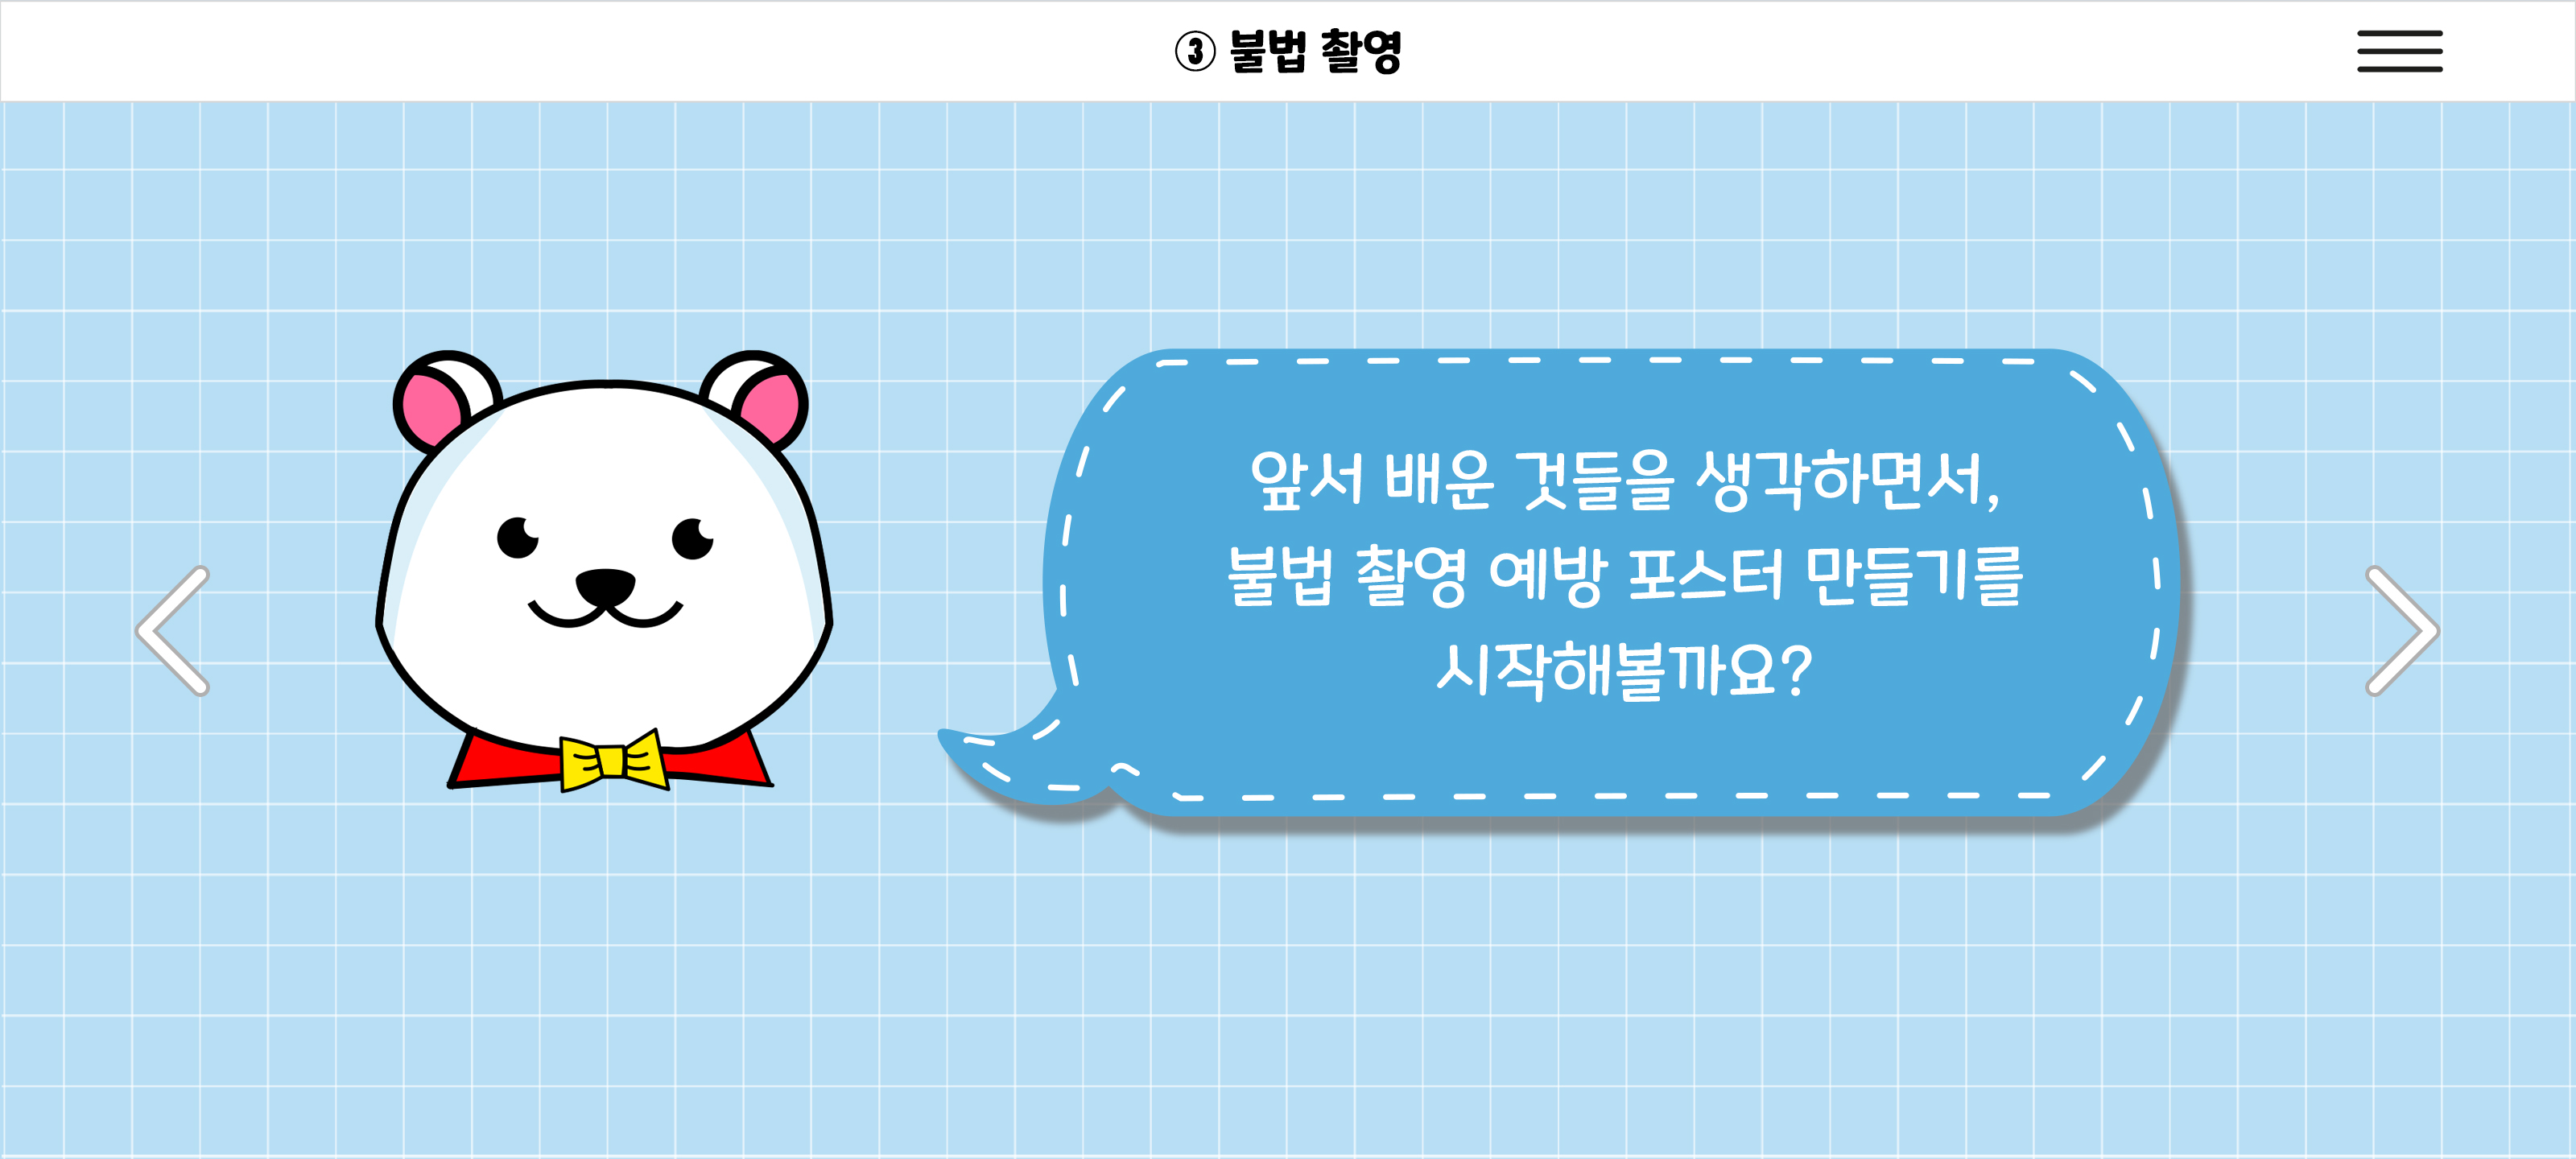 ③ 불법 촬영
앞서 배운 것들을 생각하면서,
불법 촬영 예방 포스터 만들기를
시작해볼까요?